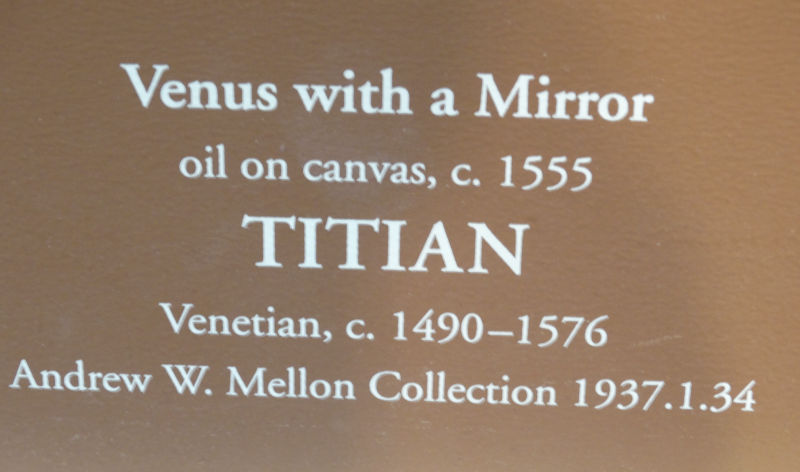 Venus with a Mirror
oil on canvas, c. 1555
TITIAN
Venetian, c. 1490–1576
Andrew W. Mellon Collection 1937.1.34